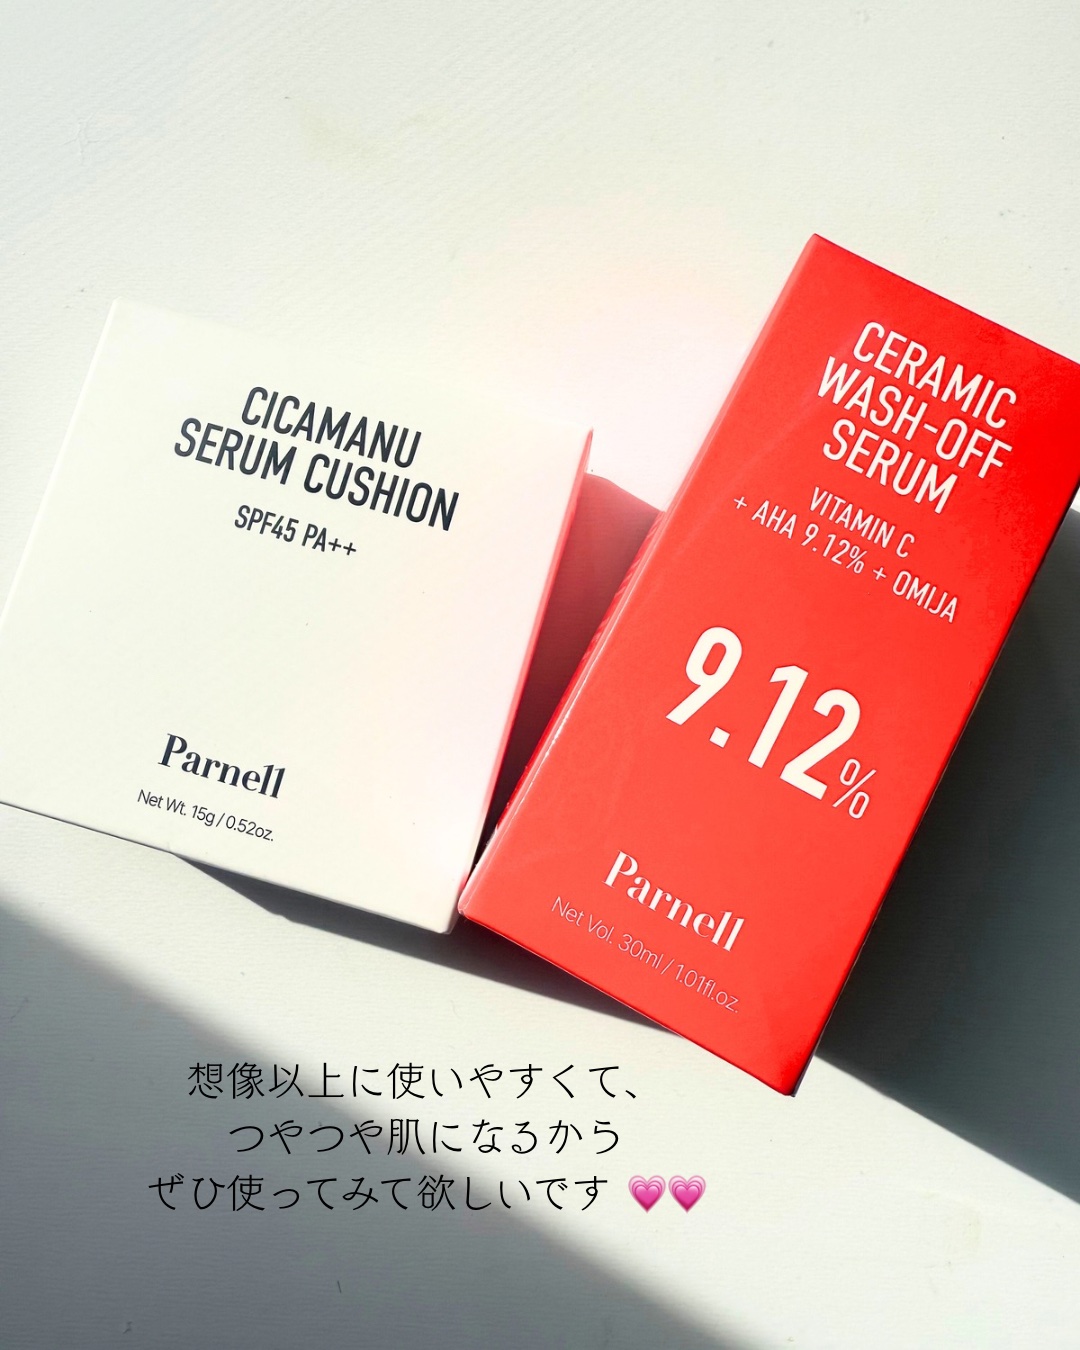 CICAMANU
SERUM CUSHION
SPF45 PA++
Parnell
Net Wt. 15g / 0.52oz.
CERAMIC
WASH-OFF
SERUM
VITAMIN C
+ AHA 9.12% + OMIJA
9.12%
Parnell
Net Vol. 30ml / 1.01fl.oz.
想像以上に使いやすくて、
つやつや肌になるから
ぜひ使ってみて欲しいです 💗💗